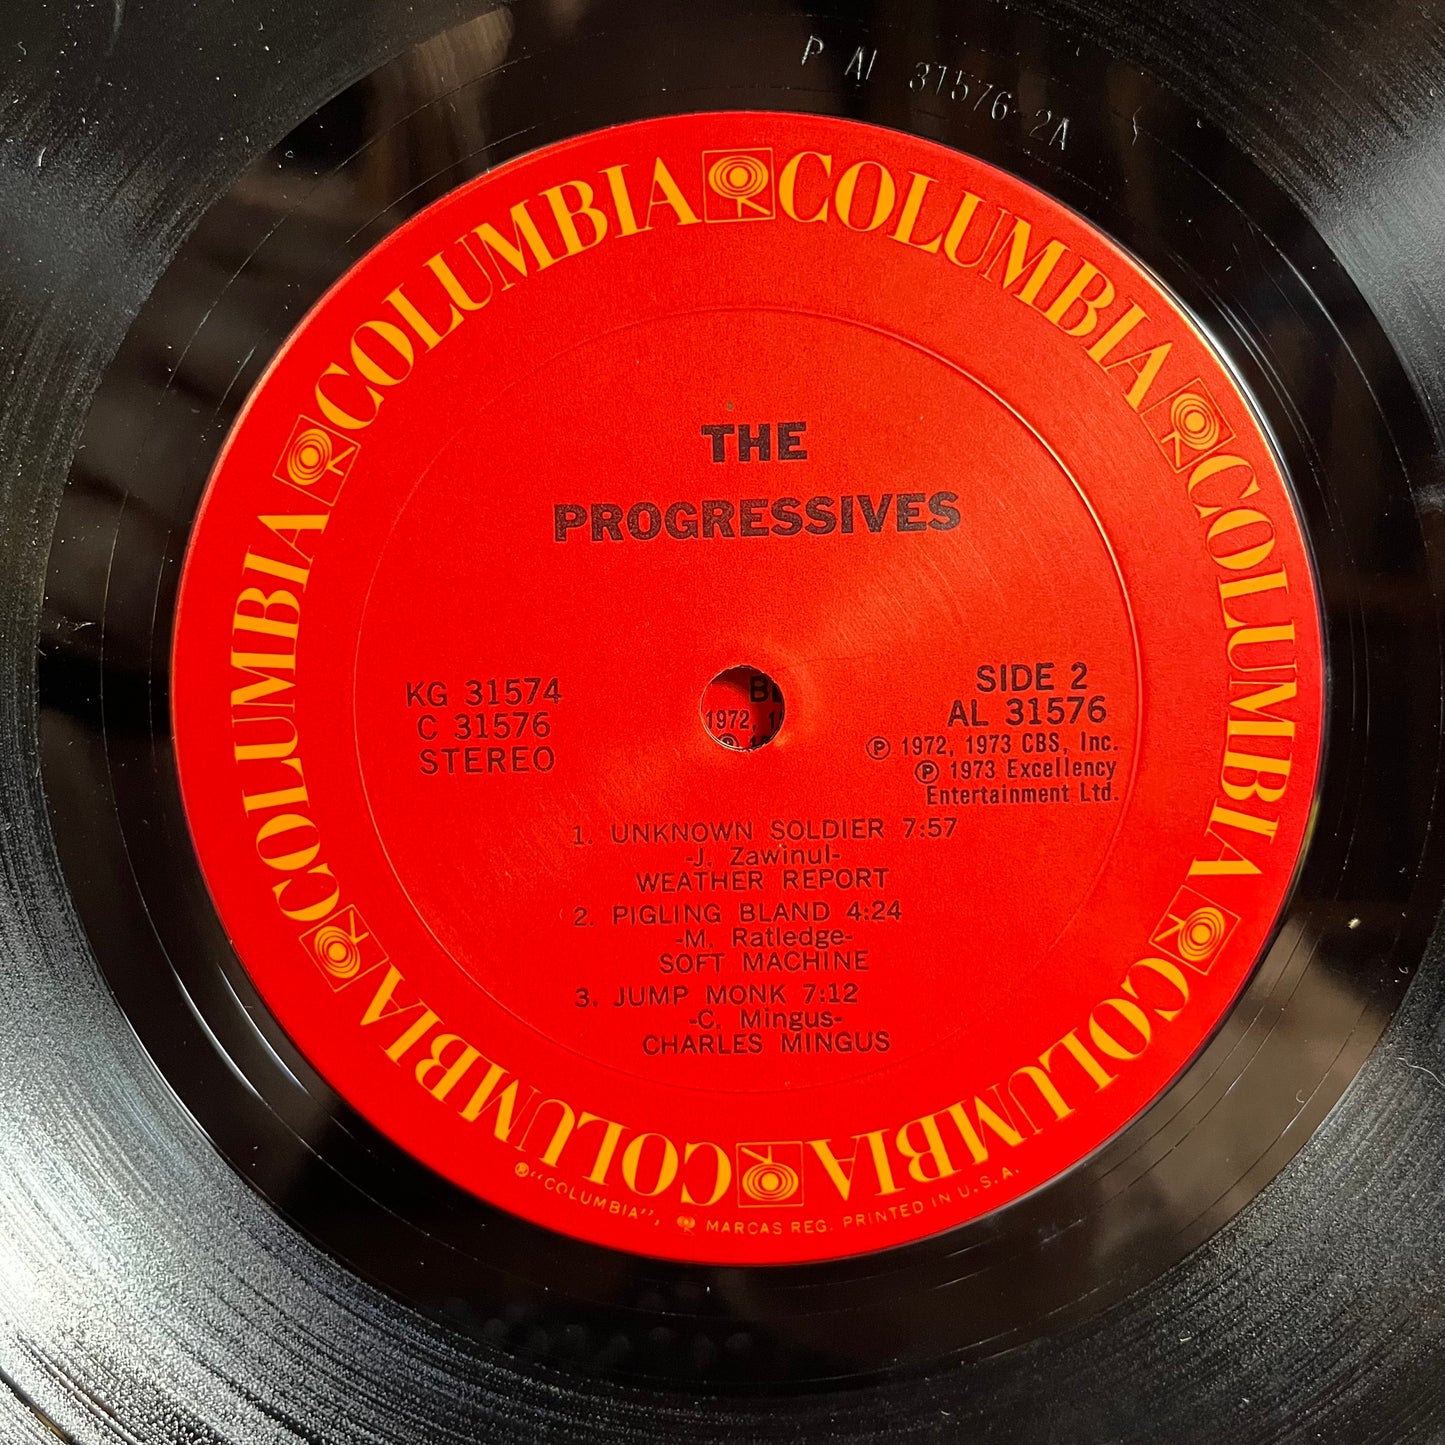 P AL 31576-2A
COLUMBIA COLUMBIA COLUMBIA COLUMBIA COLUMBIA COLUMBIA
THE
PROGRESSIVES
KG 31574
C 31576
STEREO
SIDE 2
AL 31576
Ⓟ 1972, 1973 CBS, Inc.
Ⓟ 1973 Excellency
Entertainment Ltd.
1972, 1
1. UNKNOWN SOLDIER 7:57
-J. Zawinul-
WEATHER REPORT
2. PIGLING BLAND 4:24
-M. Ratledge-
SOFT MACHINE
3. JUMP MONK 7:12
-C. Mingus-
CHARLES MINGUS
®"COLUMBIA", MARCAS REG. PRINTED IN U.S.A.